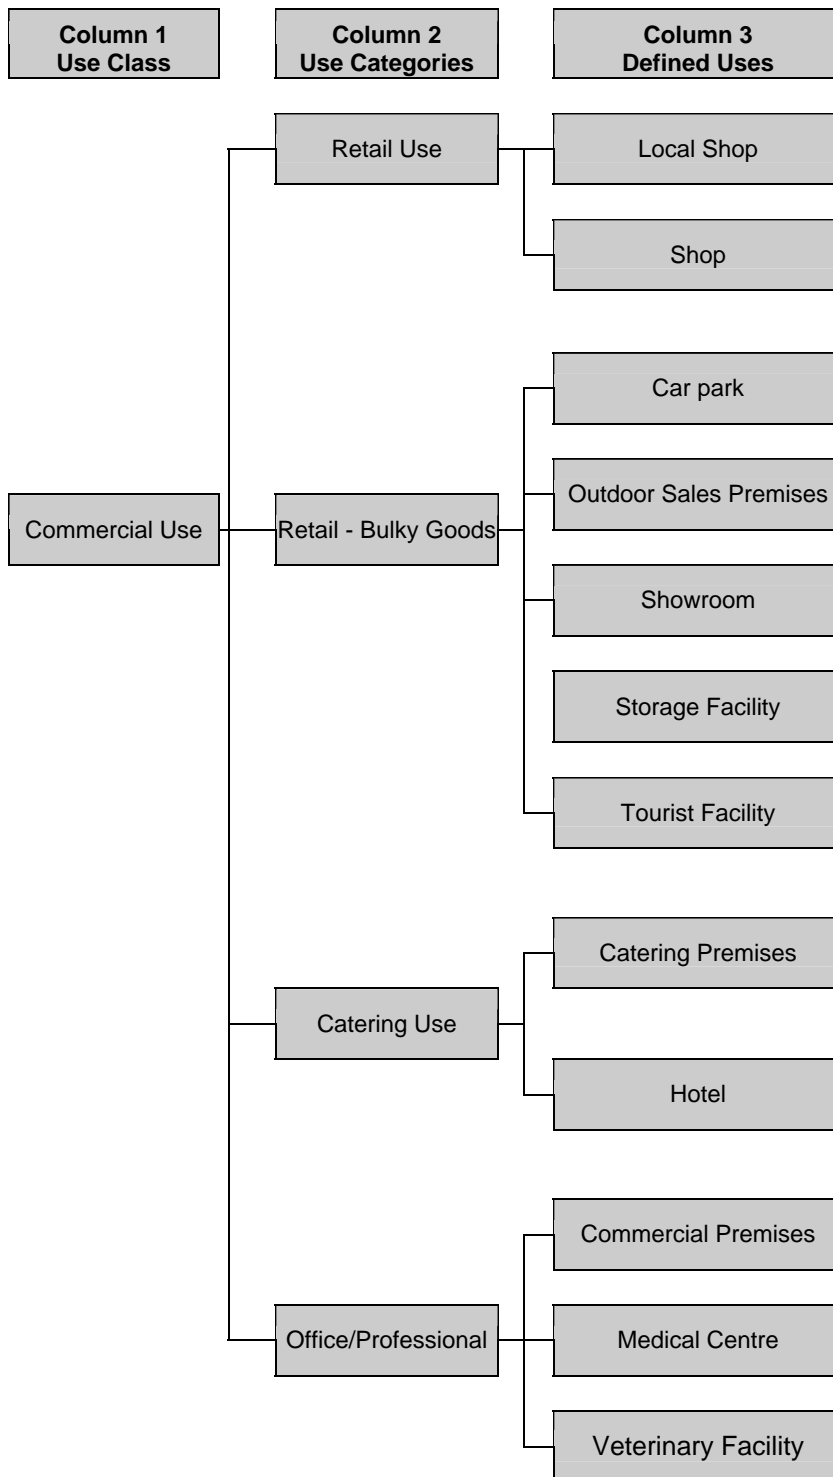 Column 1
Use Class
Column 2
Use Categories
Column 3
Defined Uses
Retail Use
Local Shop
Shop
Car park
Outdoor Sales Premises
Commercial Use
Retail - Bulky Goods
Showroom
Storage Facility
Tourist Facility
Catering Premises
Catering Use
Hotel
Commercial Premises
Office/Professional
Medical Centre
Veterinary Facility